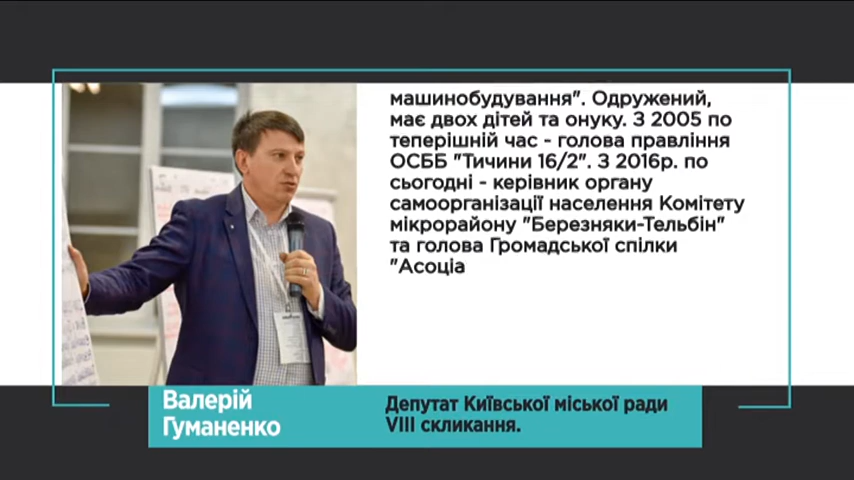 машинобудування". Одружений,
має двох дітей та онуку. З 2005 по
теперішній час - голова правління
ОСББ "Тичини 16/2". З 2016р. по
сьогодні - керівник органу
самоорганізації населення Комітету
мікрорайону "Березняки-Тельбін"
та голова Громадської спілки
"Асоціа
Валерій
Гуманенко
Депутат Київської міської ради
VIII скликання.